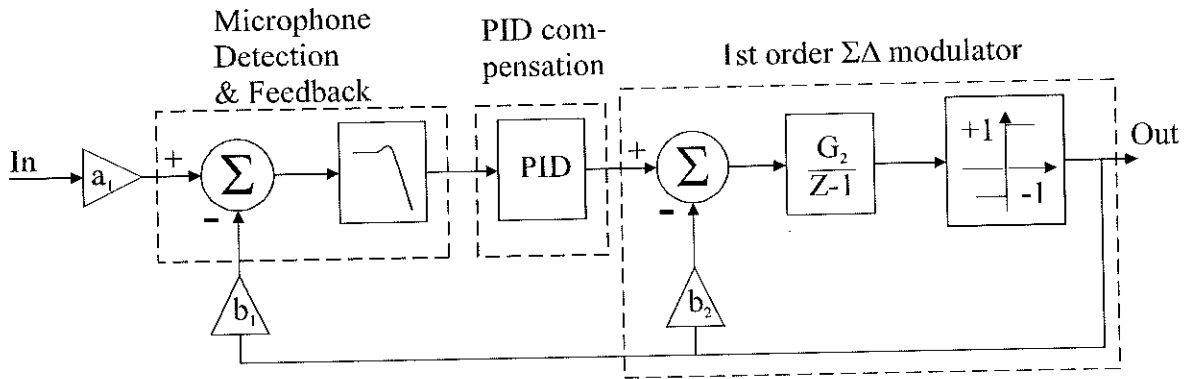 Microphone
Detection
& Feedback
PID com-
pensation
1st order ΣΔ modulator
In
a₁
+
Σ
-
PID
+
Σ
-
G₂
Z-1
+1
-1
Out
b₁
b₂